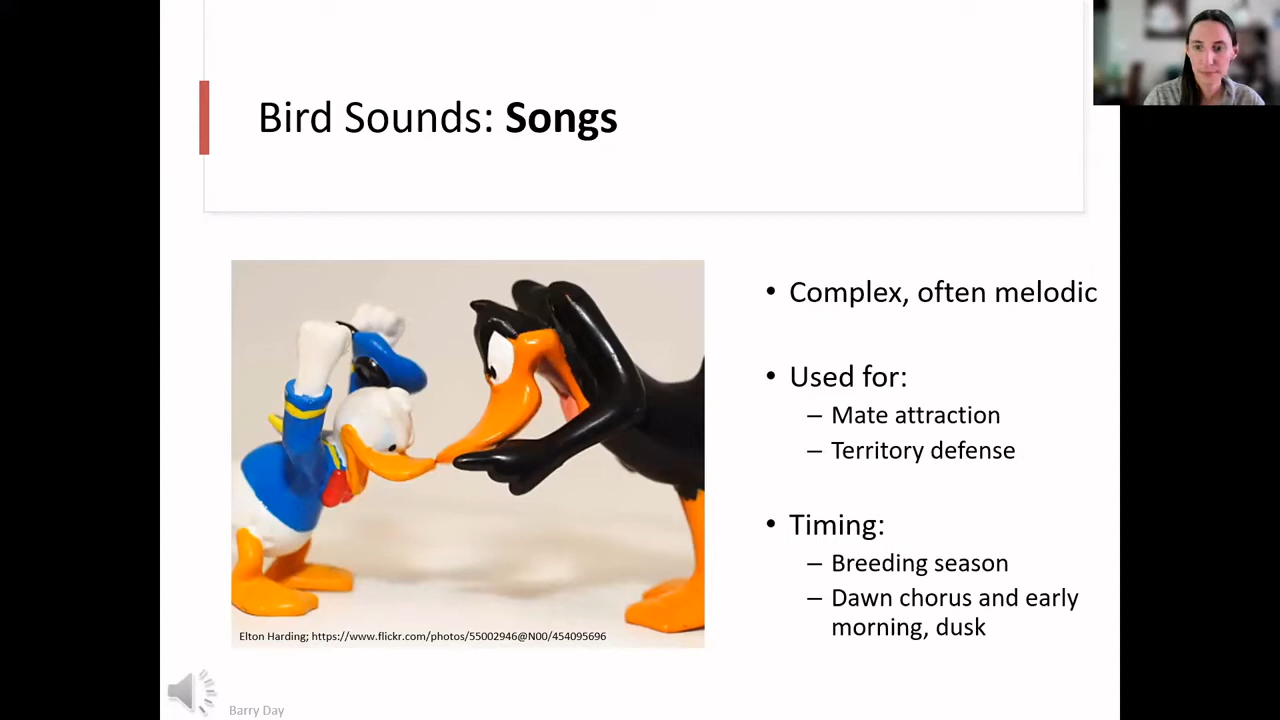 Bird Sounds: Songs
• Complex, often melodic
• Used for:
– Mate attraction
– Territory defense
• Timing:
– Breeding season
– Dawn chorus and early
morning, dusk
Elton Harding; https://www.flickr.com/photos/55002946@N00/454095696
Barry Day